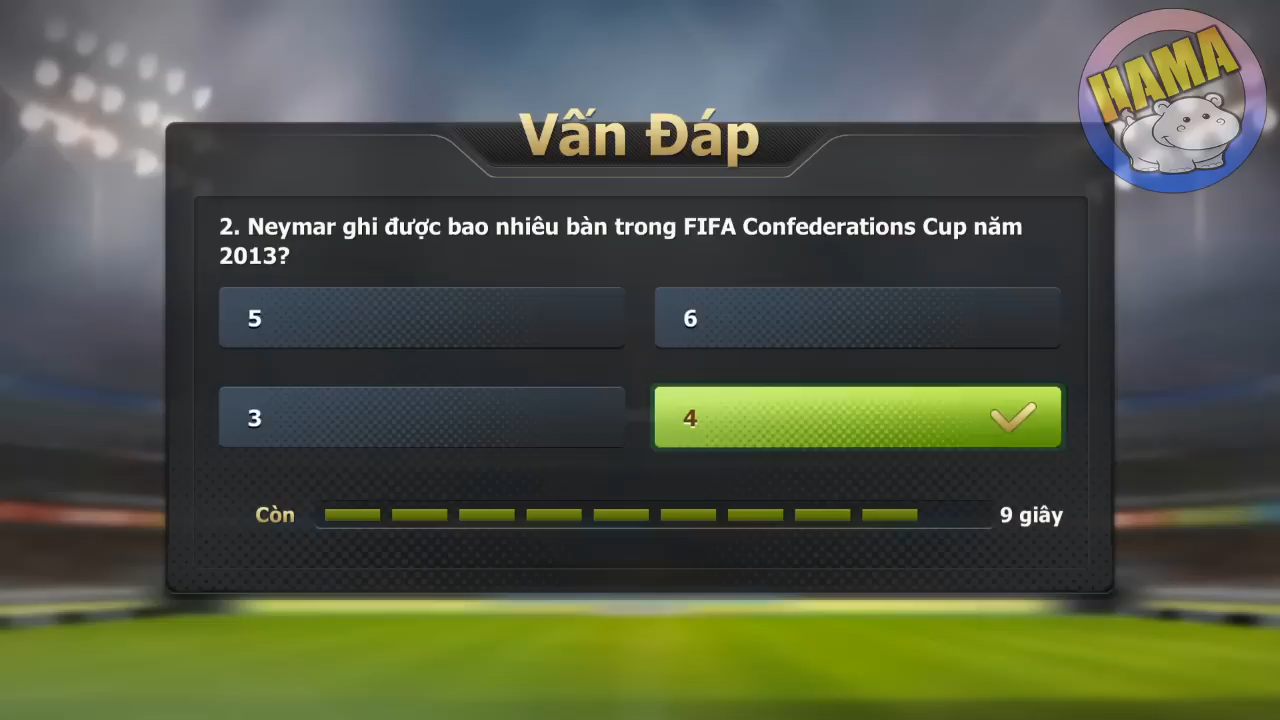 HAMA
Vấn Đáp
2. Neymar ghi được bao nhiêu bàn trong FIFA Confederations Cup năm
2013?
5
6
3
4
Còn
9 giây